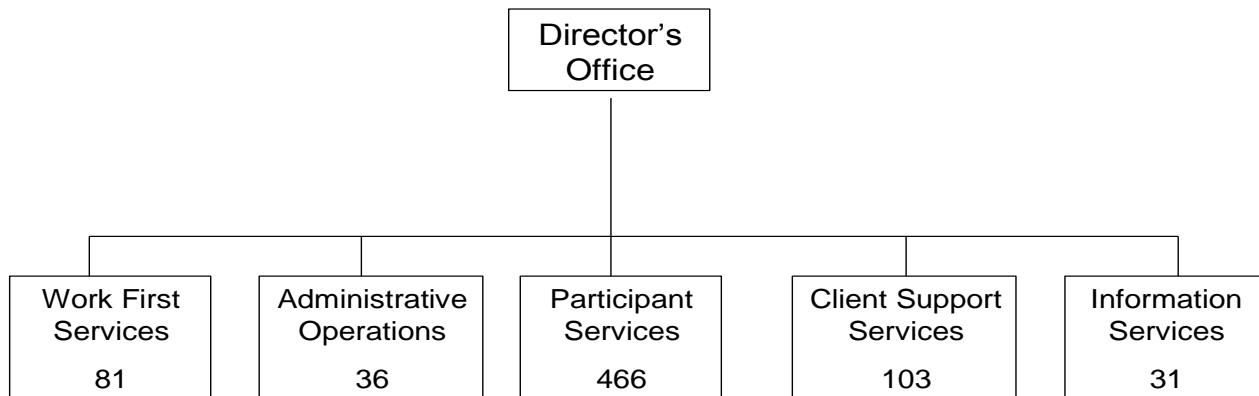 Director’s
Office
Work First
Services
81
Administrative
Operations
36
Participant
Services
466
Client Support
Services
103
Information
Services
31